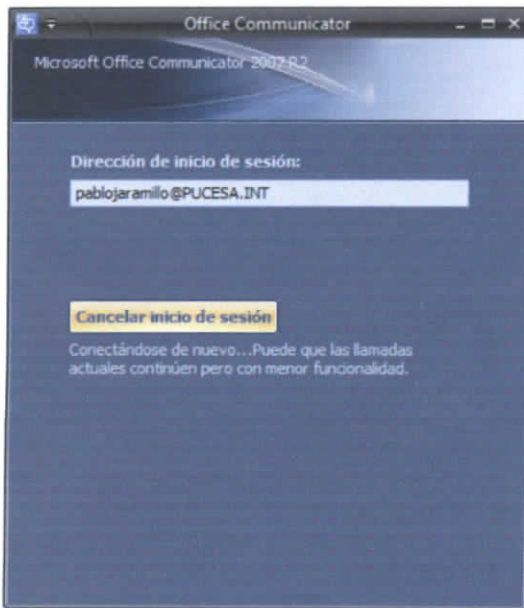 Office Communicator
Microsoft Office Communicator 2007 R2
Dirección de inicio de sesión:
pablojaramillo@PUCESA.INT
Cancelar inicio de sesión
Conectándose de nuevo...Puede que las llamadas
actuales continúen pero con menor funcionalidad.